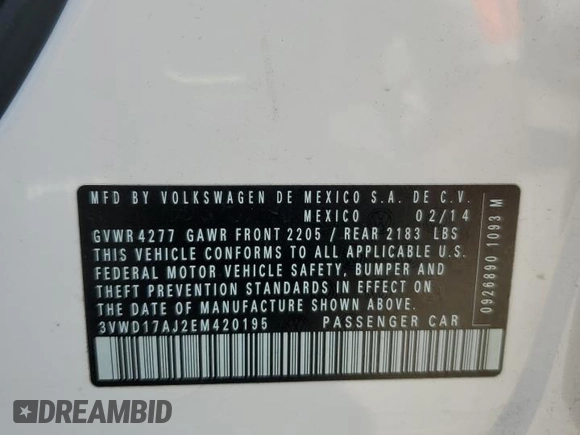 MFD BY VOLKSWAGEN DE MEXICO S.A. DE C.V.
MEXICO 02/14
GVWR 4277 GAWR FRONT 2205 / REAR 2183 LBS
THIS VEHICLE CONFORMS TO ALL APPLICABLE U.S.
FEDERAL MOTOR VEHICLE SAFETY, BUMPER AND
THEFT PREVENTION STANDARDS IN EFFECT ON
THE DATE OF MANUFACTURE SHOWN ABOVE.
3VWD17AJ2EM420195 PASSENGER CAR
0926890 1093 M
DREAMBID